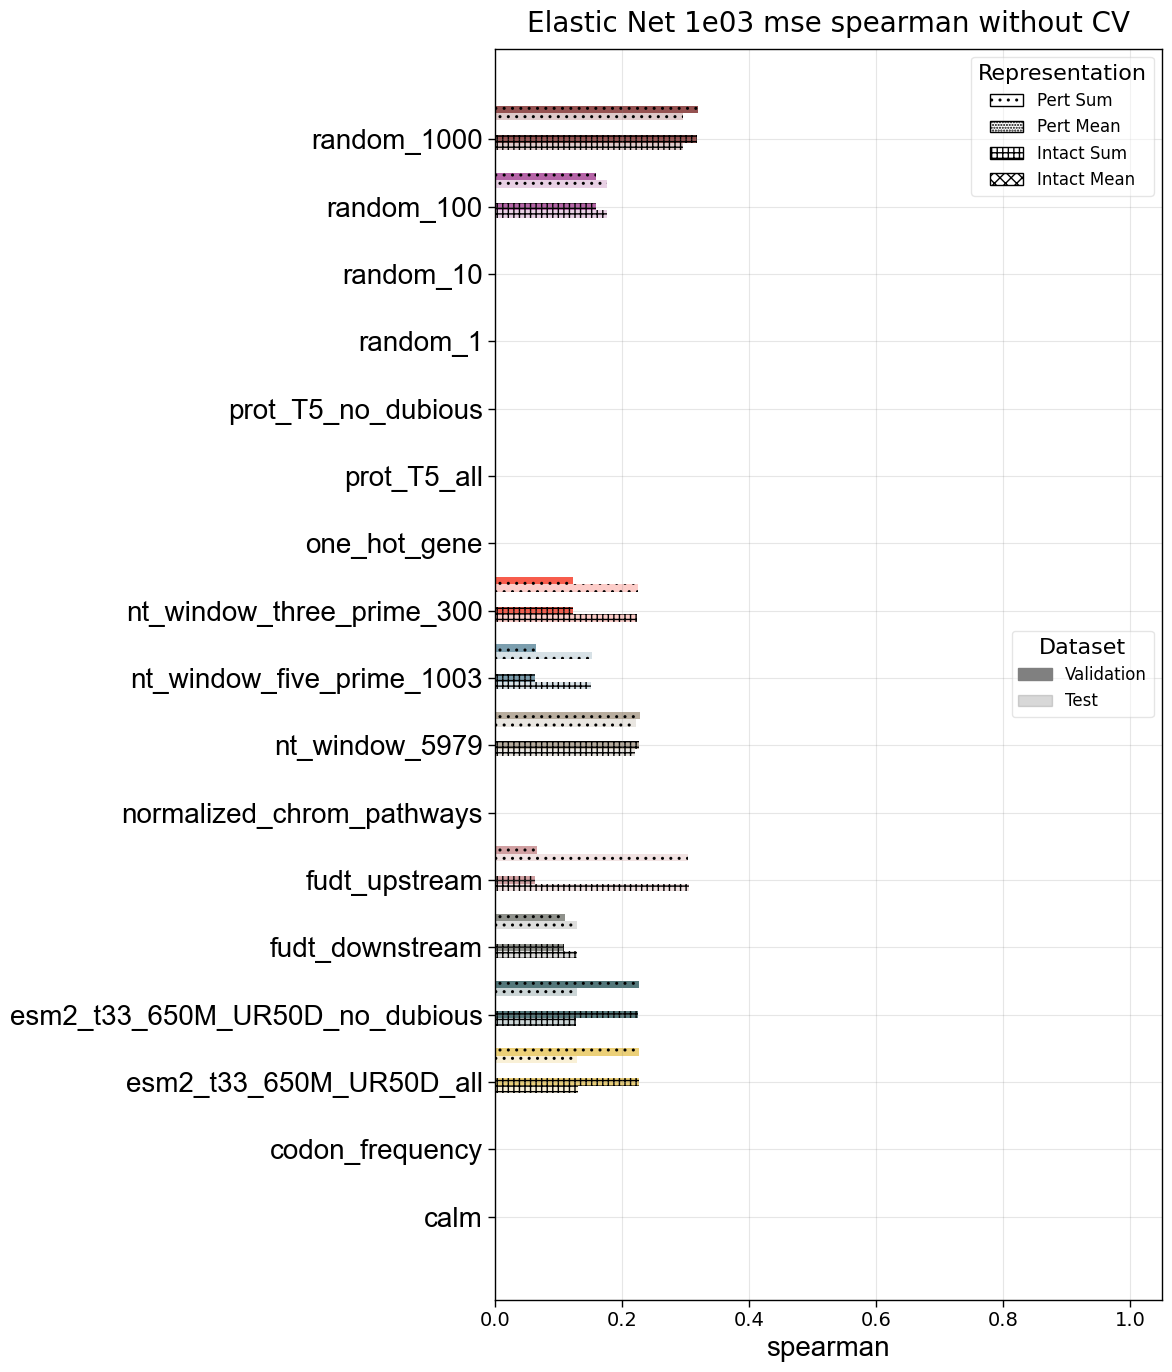 Elastic Net 1e03 mse spearman without CV
Representation
Pert Sum
Pert Mean
Intact Sum
Intact Mean
random_1000
random_100
random_10
random_1
prot_T5_no_dubious
prot_T5_all
one_hot_gene
nt_window_three_prime_300
nt_window_five_prime_1003
Dataset
Validation
Test
nt_window_5979
normalized_chrom_pathways
fudt_upstream
fudt_downstream
esm2_t33_650M_UR50D_no_dubious
esm2_t33_650M_UR50D_all
codon_frequency
calm
0.0 0.2 0.4 0.6 0.8 1.0
spearman